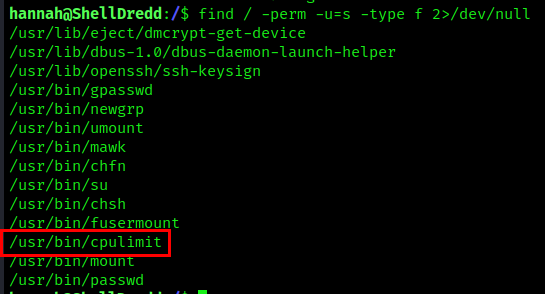 hannah@ShellDredd:/$ find / -perm -u=s -type f 2>/dev/null
/usr/lib/eject/dmcrypt-get-device
/usr/lib/dbus-1.0/dbus-daemon-launch-helper
/usr/lib/openssh/ssh-keysign
/usr/bin/gpasswd
/usr/bin/newgrp
/usr/bin/umount
/usr/bin/mawk
/usr/bin/chfn
/usr/bin/su
/usr/bin/chsh
/usr/bin/fusermount
/usr/bin/cpulimit
/usr/bin/mount
/usr/bin/passwd
hannah@ShellDredd:/$